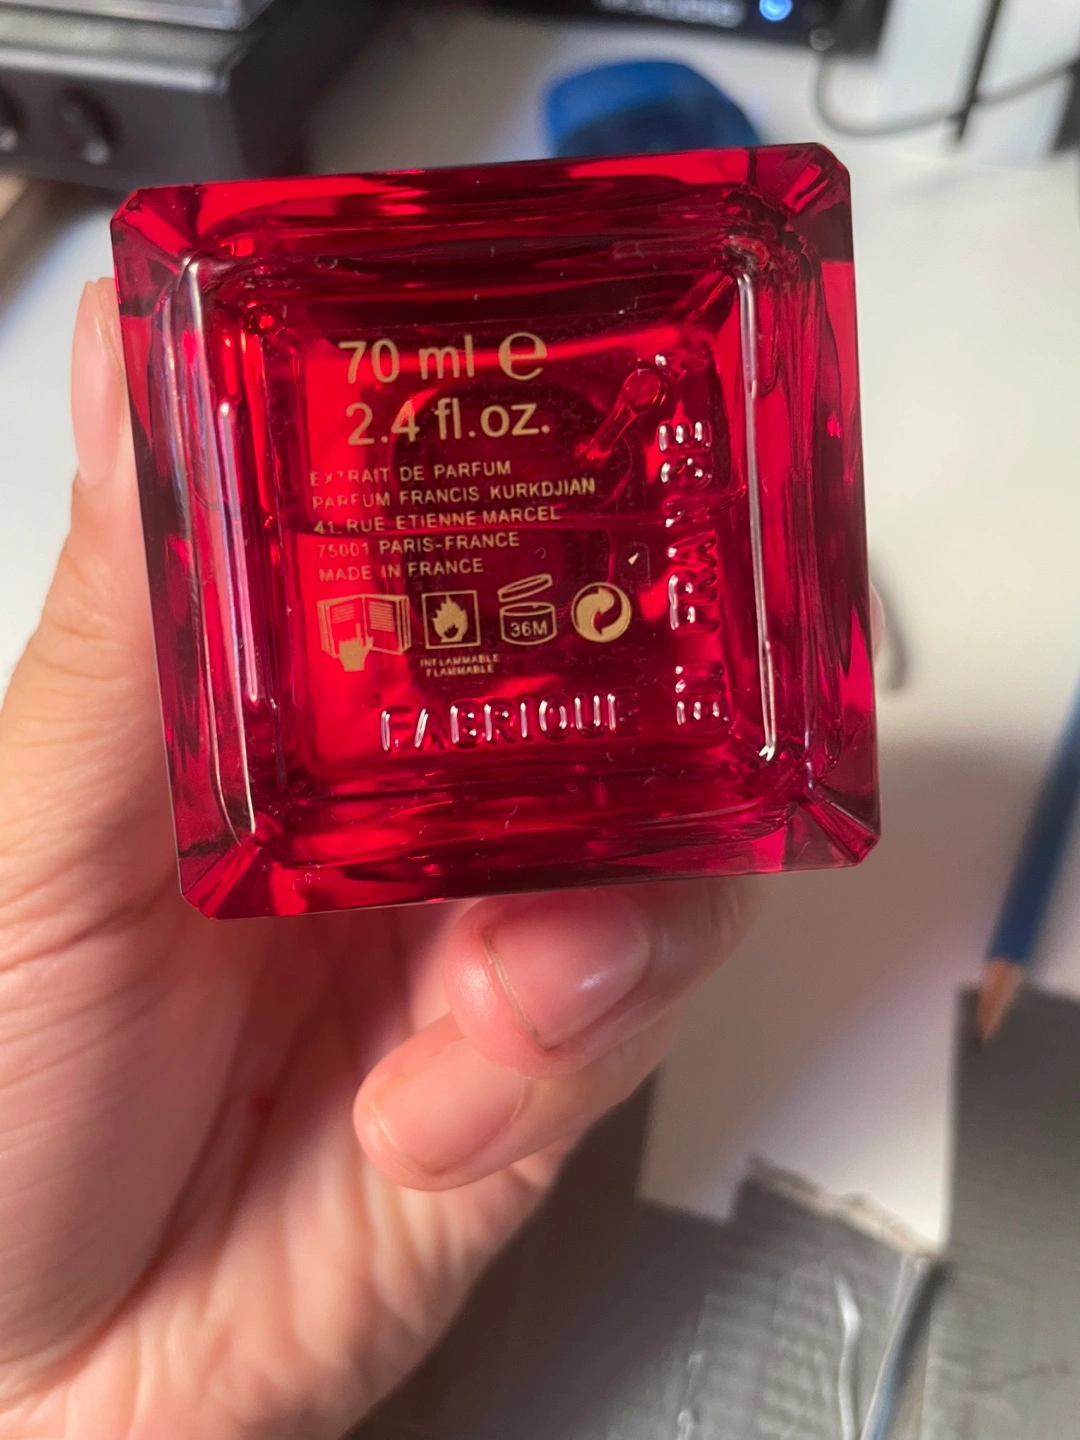 70 ml ℮
2.4 fl.oz.
EXTRAIT DE PARFUM
PARFUM FRANCIS KURKDJIAN
41, RUE ETIENNE MARCEL
75001 PARIS-FRANCE
MADE IN FRANCE
36M
INFLAMMABLE
FLAMMABLE
FABRIQUE
EN FRANCE